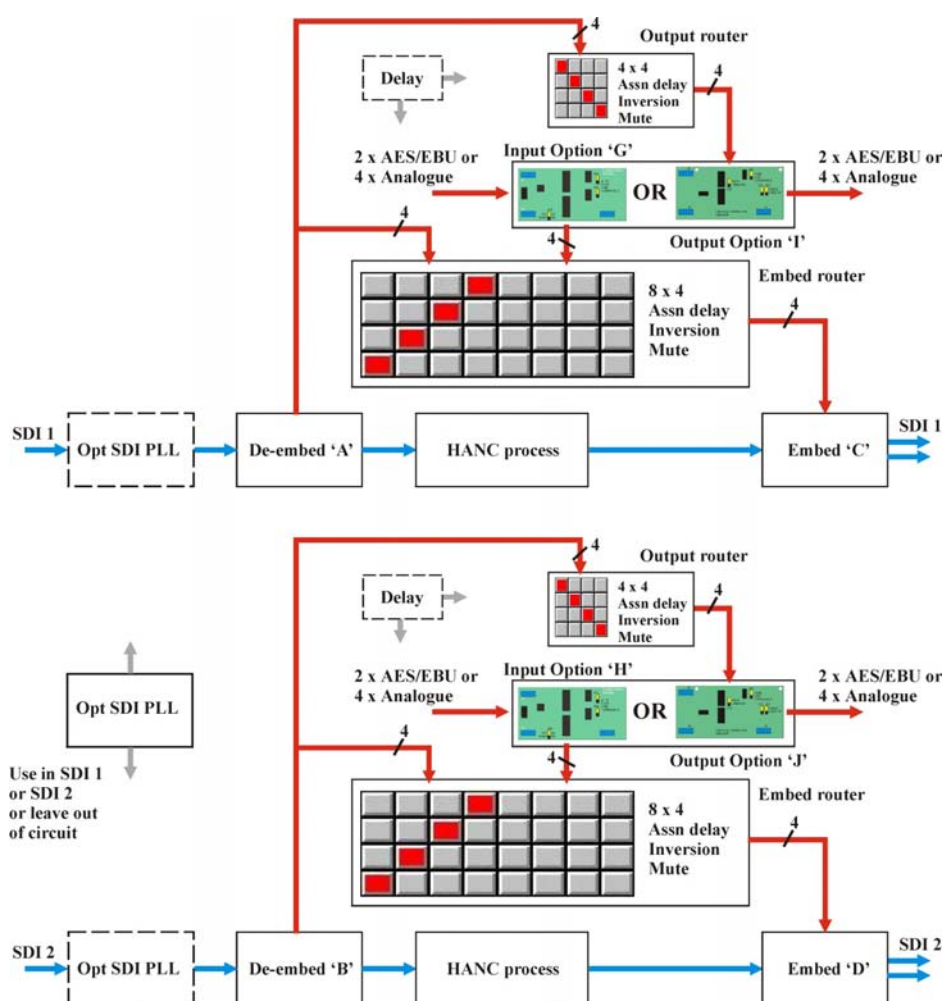 4
Output router
Delay
4 x 4
Assn delay
Inversion
Mute
4
2 x AES/EBU or
4 x Analogue
Input Option ‘G’
OR
2 x AES/EBU or
4 x Analogue
4
4
Output Option ‘I’
Embed router
8 x 4
Assn delay
Inversion
Mute
4
SDI 1
Opt SDI PLL
De-embed ‘A’
HANC process
Embed ‘C’
SDI 1
4
Output router
Delay
4 x 4
Assn delay
Inversion
Mute
4
2 x AES/EBU or
4 x Analogue
Input Option ‘H’
OR
2 x AES/EBU or
4 x Analogue
Opt SDI PLL
4
4
Output Option ‘J’
Use in SDI 1
or SDI 2
or leave out
of circuit
Embed router
8 x 4
Assn delay
Inversion
Mute
4
SDI 2
Opt SDI PLL
De-embed ‘B’
HANC process
Embed ‘D’
SDI 2